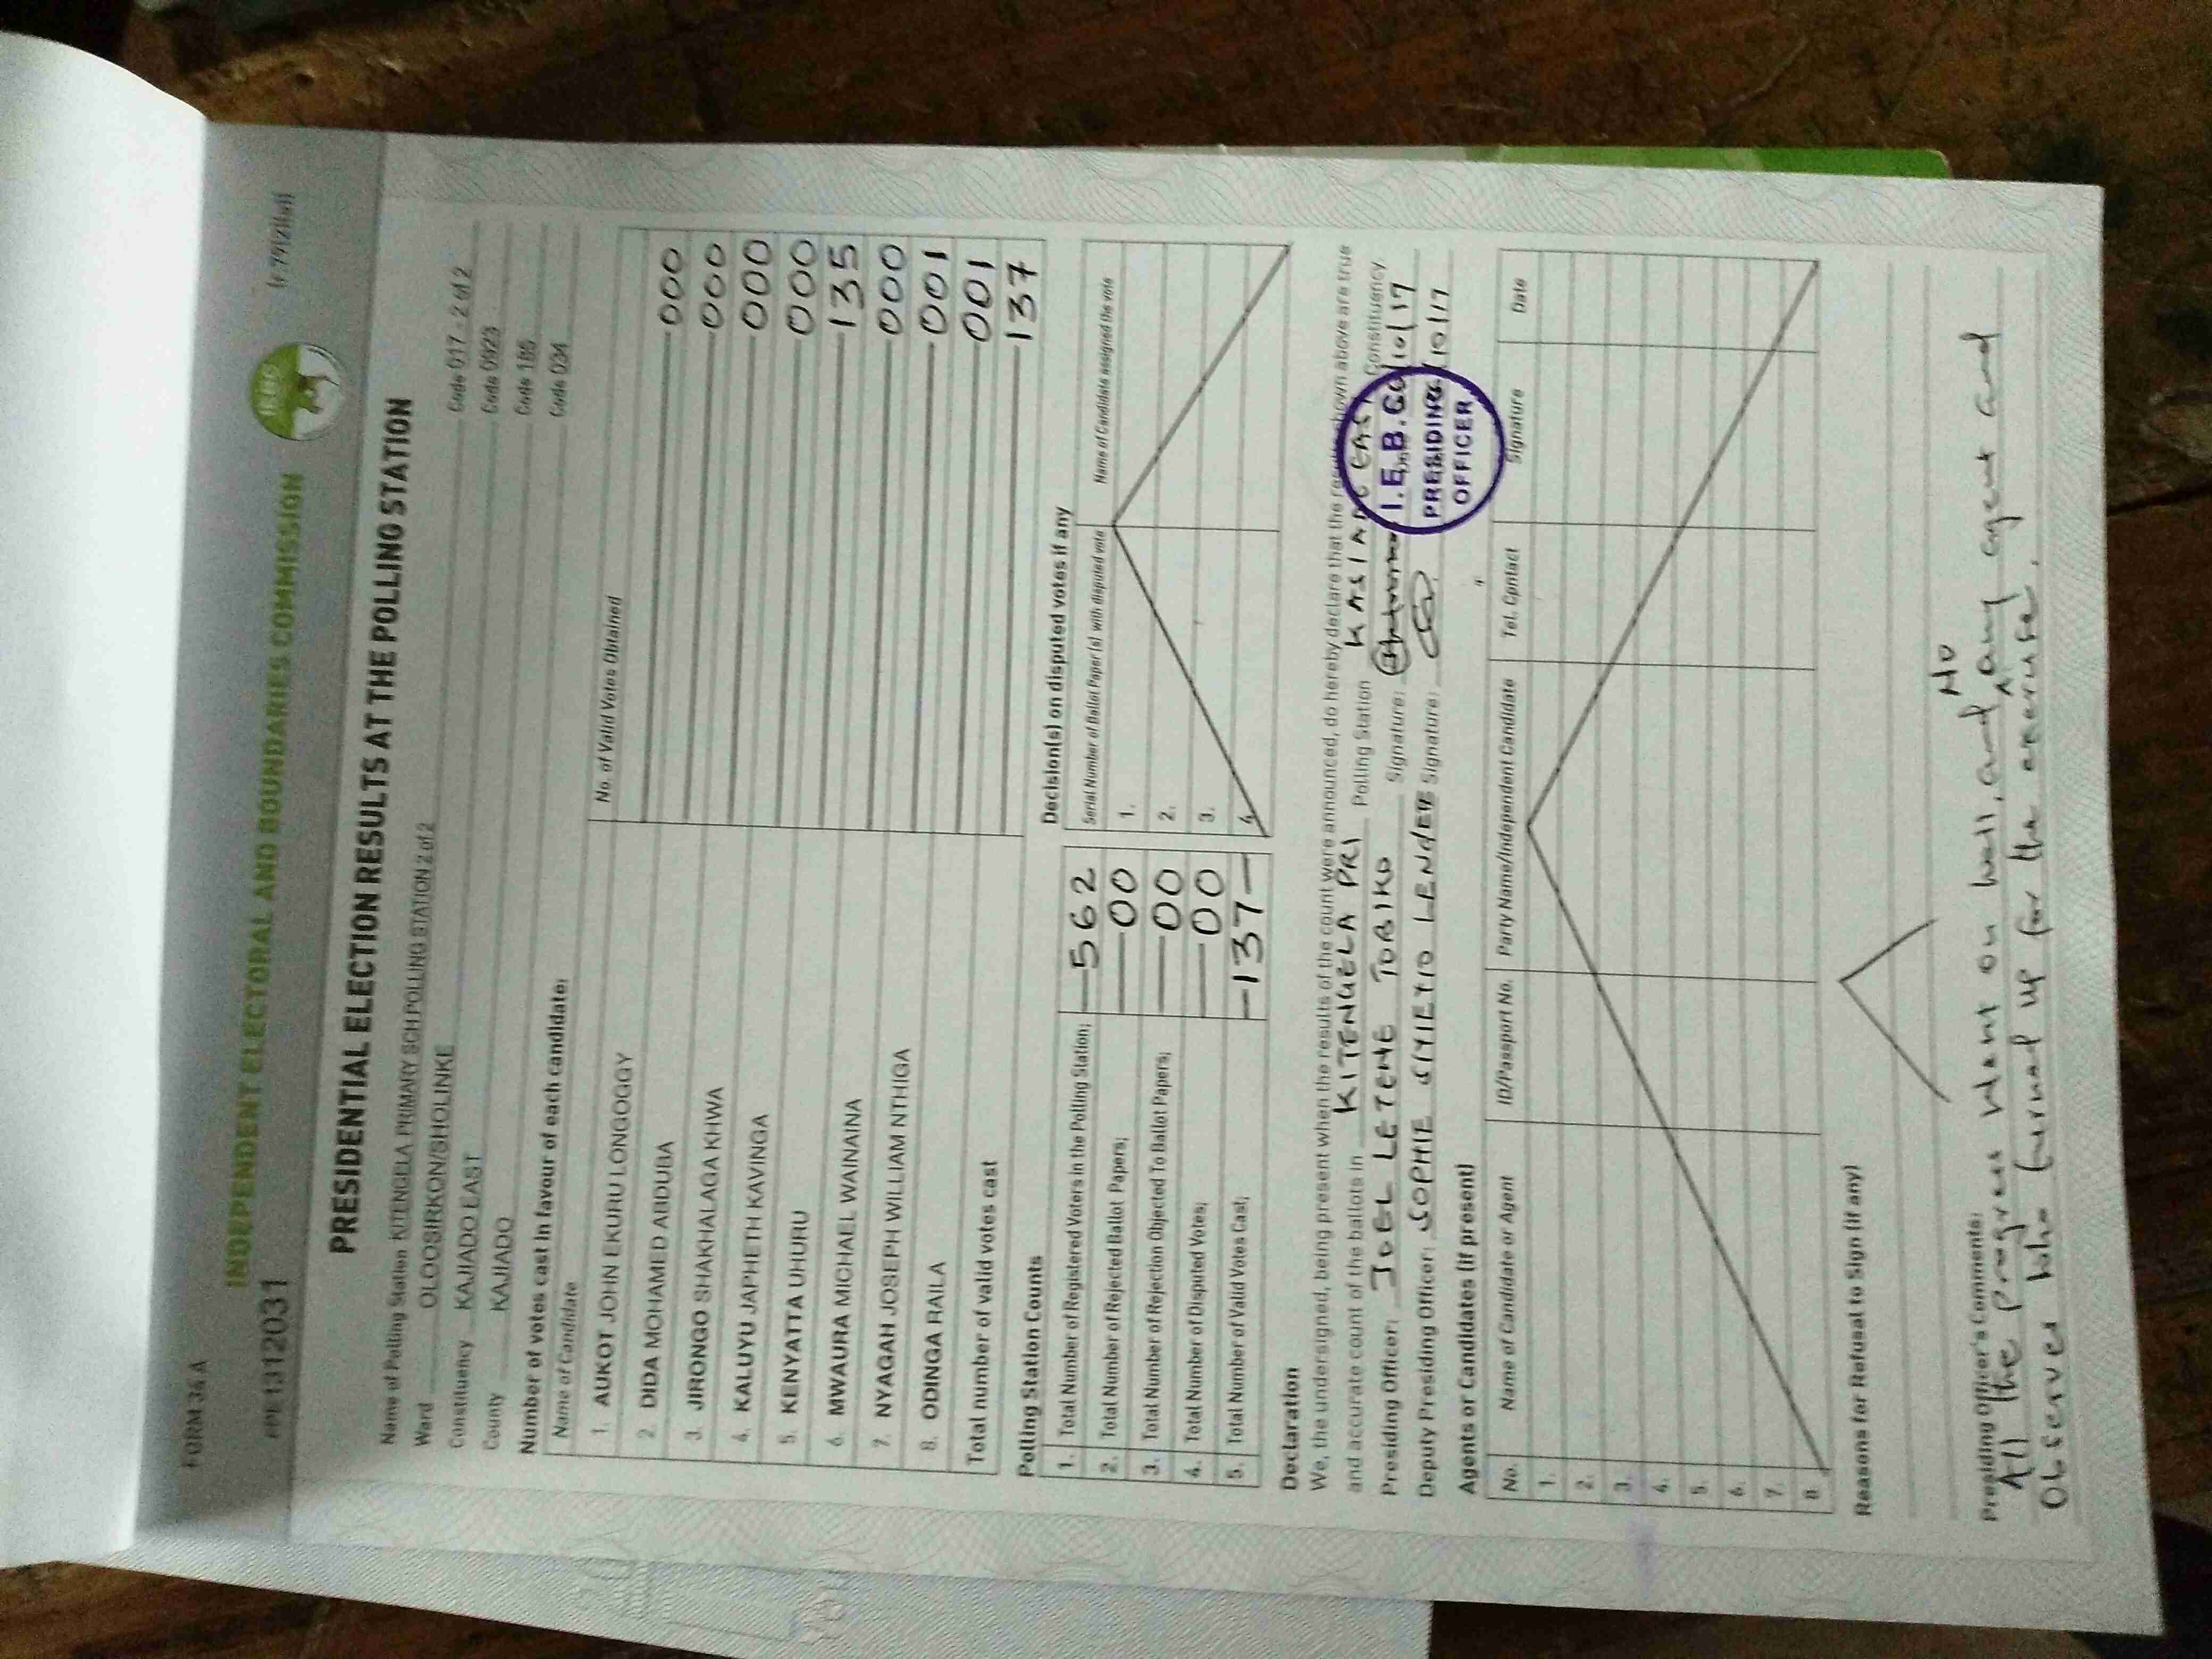 FORM 34 A
(r.79(2)(a))
INDEPENDENT ELECTORAL AND BOUNDARIES COMMISSION
IEBC
PRE 1312031
PRESIDENTIAL ELECTION RESULTS AT THE POLLING STATION
Name of Polling Station KITENGELA PRIMARY SCH POLLING STATION 2 of 2 Code 017 - 2 of 2
Ward OLOOSIRKON/SHOLINKE Code 0923
Constituency KAJIADO EAST Code 185
County KAJIADO Code 034
Number of votes cast in favour of each candidate:
Name of Candidate No. of Valid Votes Obtained
1. AUKOT JOHN EKURU LONGOGGY 000
2. DIDA MOHAMED ABDUBA 000
3. JIRONGO SHAKHALAGA KHWA 000
4. KALUYU JAPHETH KAVINGA 000
5. KENYATTA UHURU 135
6. MWAURA MICHAEL WAINAINA 000
7. NYAGAH JOSEPH WILLIAM NTHIGA 001
8. ODINGA RAILA 001
Total number of valid votes cast 137
Polling Station Counts
1. Total Number of Registered Voters in the Polling Station; 562
2. Total Number of Rejected Ballot Papers; 00
3. Total Number of Rejection Objected To Ballot Papers; 00
4. Total Number of Disputed Votes; 00
5. Total Number of Valid Votes Cast; 137
Decision(s) on disputed votes if any
Serial Number of Ballot Paper (s) with disputed vote Name of Candidate assigned the vote
1.
2.
3.
4.
Declaration
We, the undersigned, being present when the results of the count were announced, do hereby declare that the results shown above are true
and accurate count of the ballots in KITENGELA PRI Polling Station KAJIADO EAST Constituency
Presiding Officer: JOEL LETEME TOBIKO Signature: /10/17
Deputy Presiding Officer: SOPHIE Signature: /10/17
I.E.B.C
PRESIDING
OFFICER
Agents or Candidates (if present)
No. Name of Candidate or Agent ID/Passport No. Party Name/Independent Candidate Tel. Contact Signature Date
1.
2.
3.
4.
5.
6.
7.
8.
Reasons for Refusal to Sign (if any)
Presiding Officer's Comments:
All the Progress want on well, and No any agent and
Observer who turned up for the exercise.